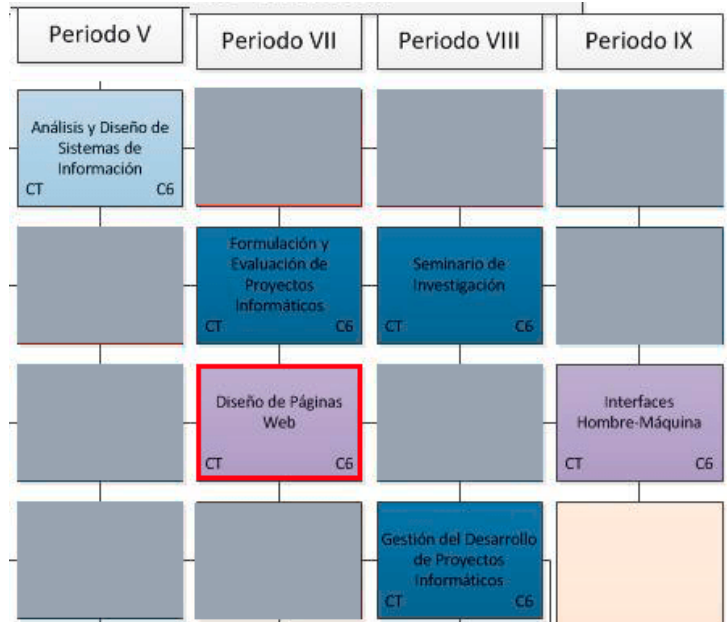 Periodo V
Periodo VII
Periodo VIII
Periodo IX
Análisis y Diseño de
Sistemas de
Información
CT C6
Formulación y
Evaluación de
Proyectos
Informáticos
CT C6
Seminario de
Investigación
CT C6
Diseño de Páginas
Web
CT C6
Interfaces
Hombre-Máquina
CT C6
Gestión del Desarrollo
de Proyectos
Informáticos
CT C6